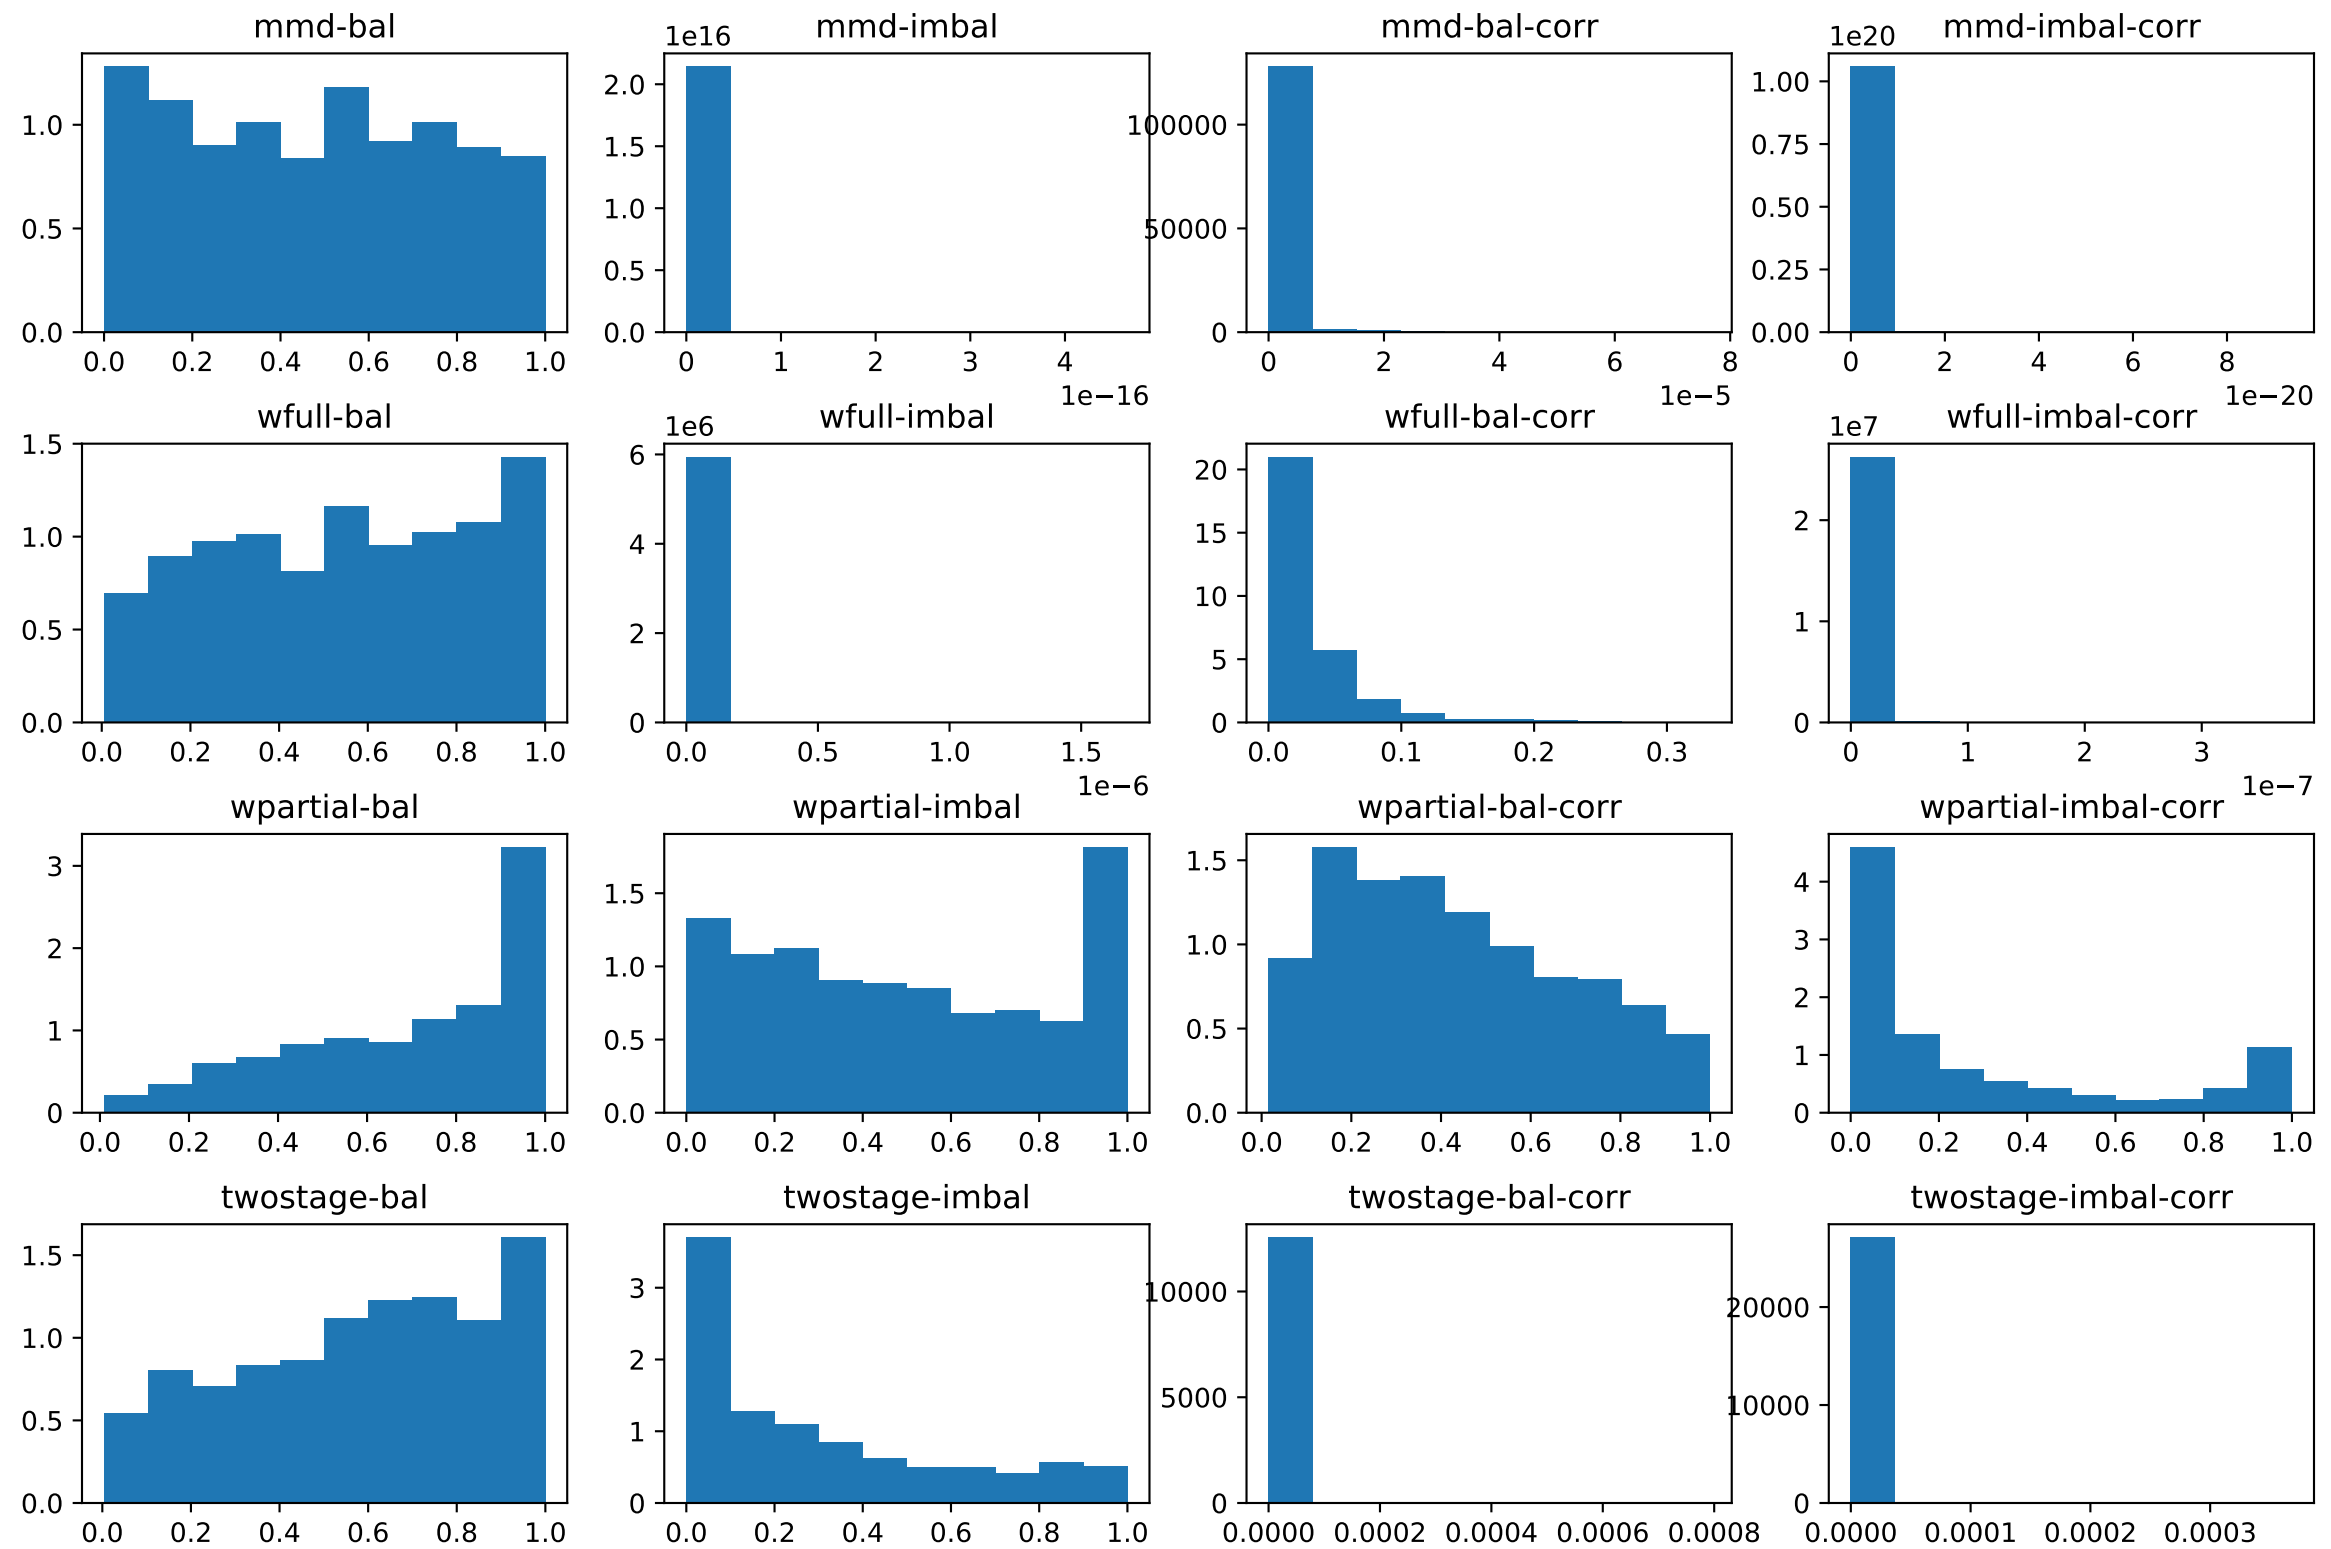 mmd-bal
1.0
0.5
0.0
0.0 0.2 0.4 0.6 0.8 1.0
mmd-imbal
1e16
2.0
1.5
1.0
0.5
0.0
0 1 2 3 4
1e−16
mmd-bal-corr
100000
50000
0
0 2 4 6 8
1e−5
mmd-imbal-corr
1e20
1.00
0.75
0.50
0.25
0.00
0 2 4 6 8
1e−20
wfull-bal
1.5
1.0
0.5
0.0
0.0 0.2 0.4 0.6 0.8 1.0
wfull-imbal
1e6
6
4
2
0
0.0 0.5 1.0 1.5
1e−6
wfull-bal-corr
20
15
10
5
0
0.0 0.1 0.2 0.3
wfull-imbal-corr
1e7
2
1
0
0 1 2 3
1e−7
wpartial-bal
3
2
1
0
0.0 0.2 0.4 0.6 0.8 1.0
wpartial-imbal
1.5
1.0
0.5
0.0
0.0 0.2 0.4 0.6 0.8 1.0
wpartial-bal-corr
1.5
1.0
0.5
0.0
0.0 0.2 0.4 0.6 0.8 1.0
wpartial-imbal-corr
4
3
2
1
0
0.0 0.2 0.4 0.6 0.8 1.0
twostage-bal
1.5
1.0
0.5
0.0
0.0 0.2 0.4 0.6 0.8 1.0
twostage-imbal
3
2
1
0
0.0 0.2 0.4 0.6 0.8 1.0
twostage-bal-corr
10000
5000
0
0.0000 0.0002 0.0004 0.0006 0.0008
twostage-imbal-corr
20000
10000
0
0.0000 0.0001 0.0002 0.0003